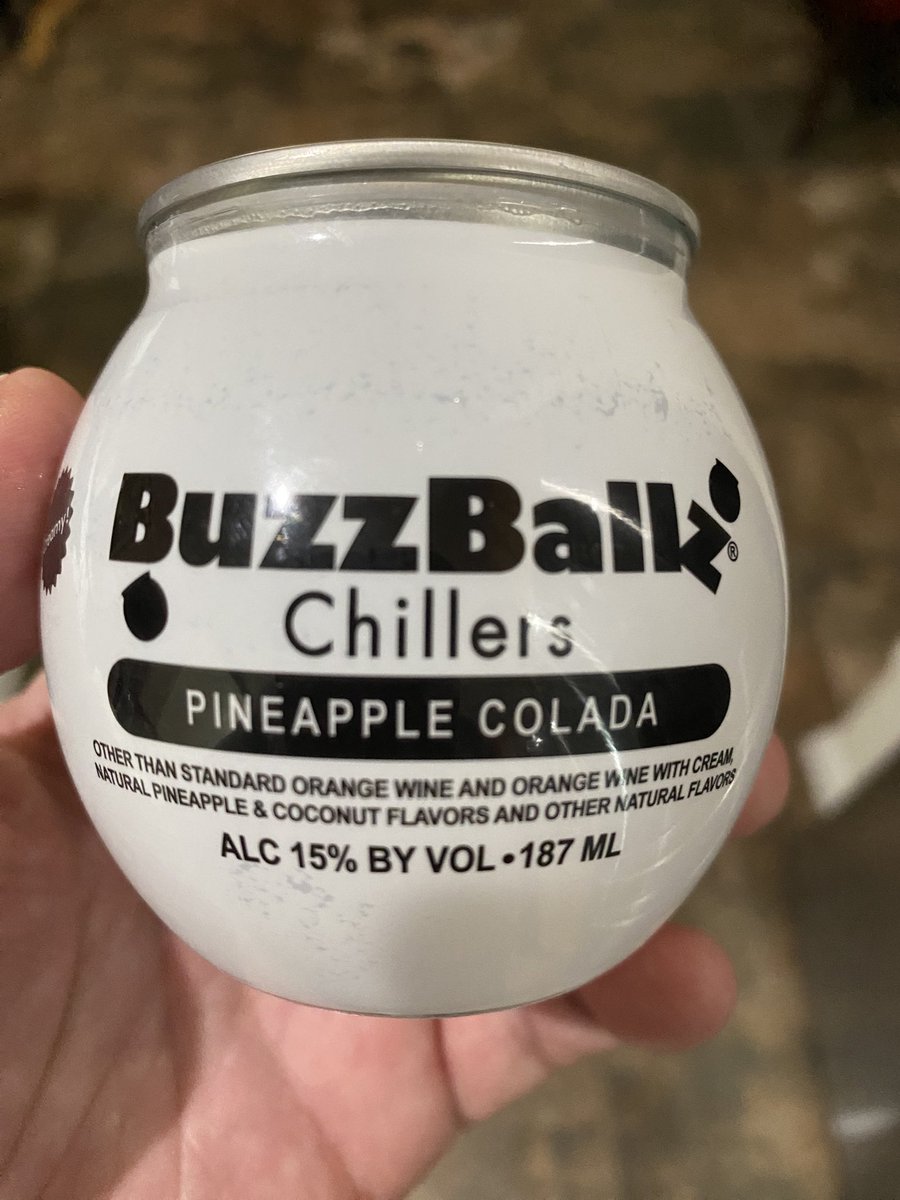 BuzzBallz®
Chillers
PINEAPPLE COLADA
OTHER THAN STANDARD ORANGE WINE AND ORANGE WINE WITH CREAM,
NATURAL PINEAPPLE & COCONUT FLAVORS AND OTHER NATURAL FLAVORS
ALC 15% BY VOL • 187 ML